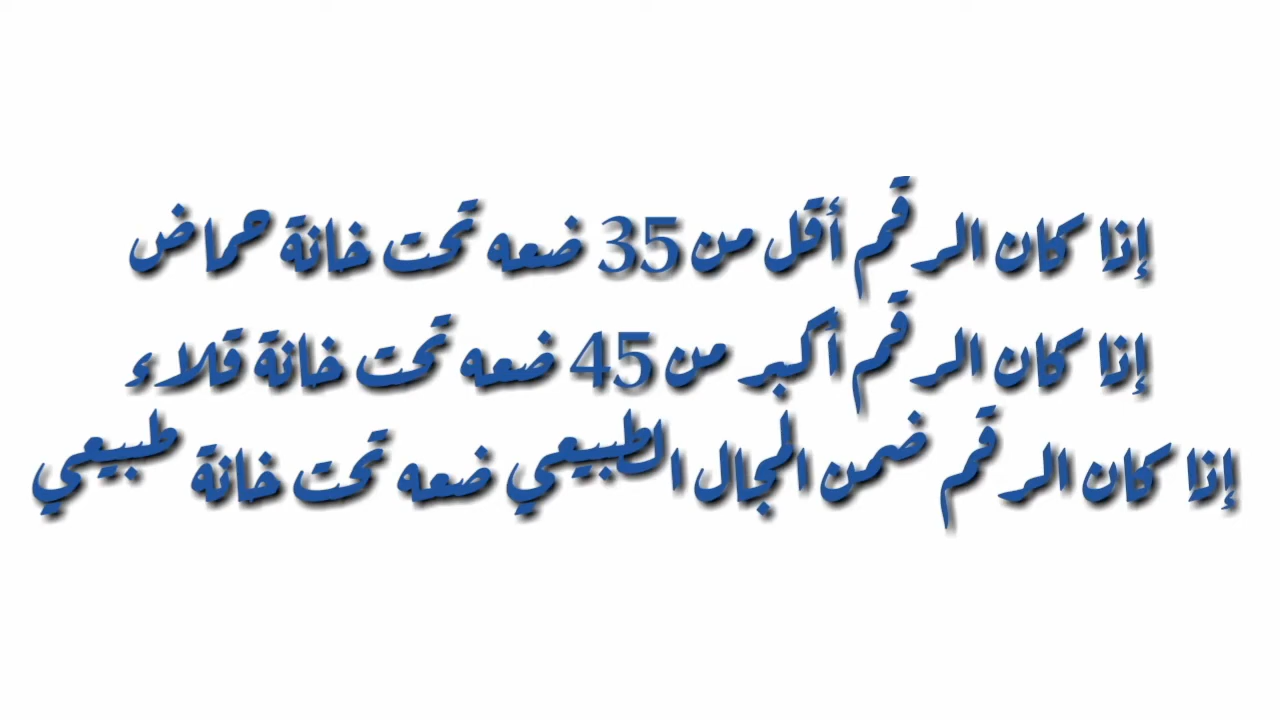 إذا كان الرقم أقل من 35 ضعه تحت خانة حماض
إذا كان الرقم أكبر من 45 ضعه تحت خانة قلاء
إذا كان الرقم ضمن المجال الطبيعي ضعه تحت خانة طبيعي